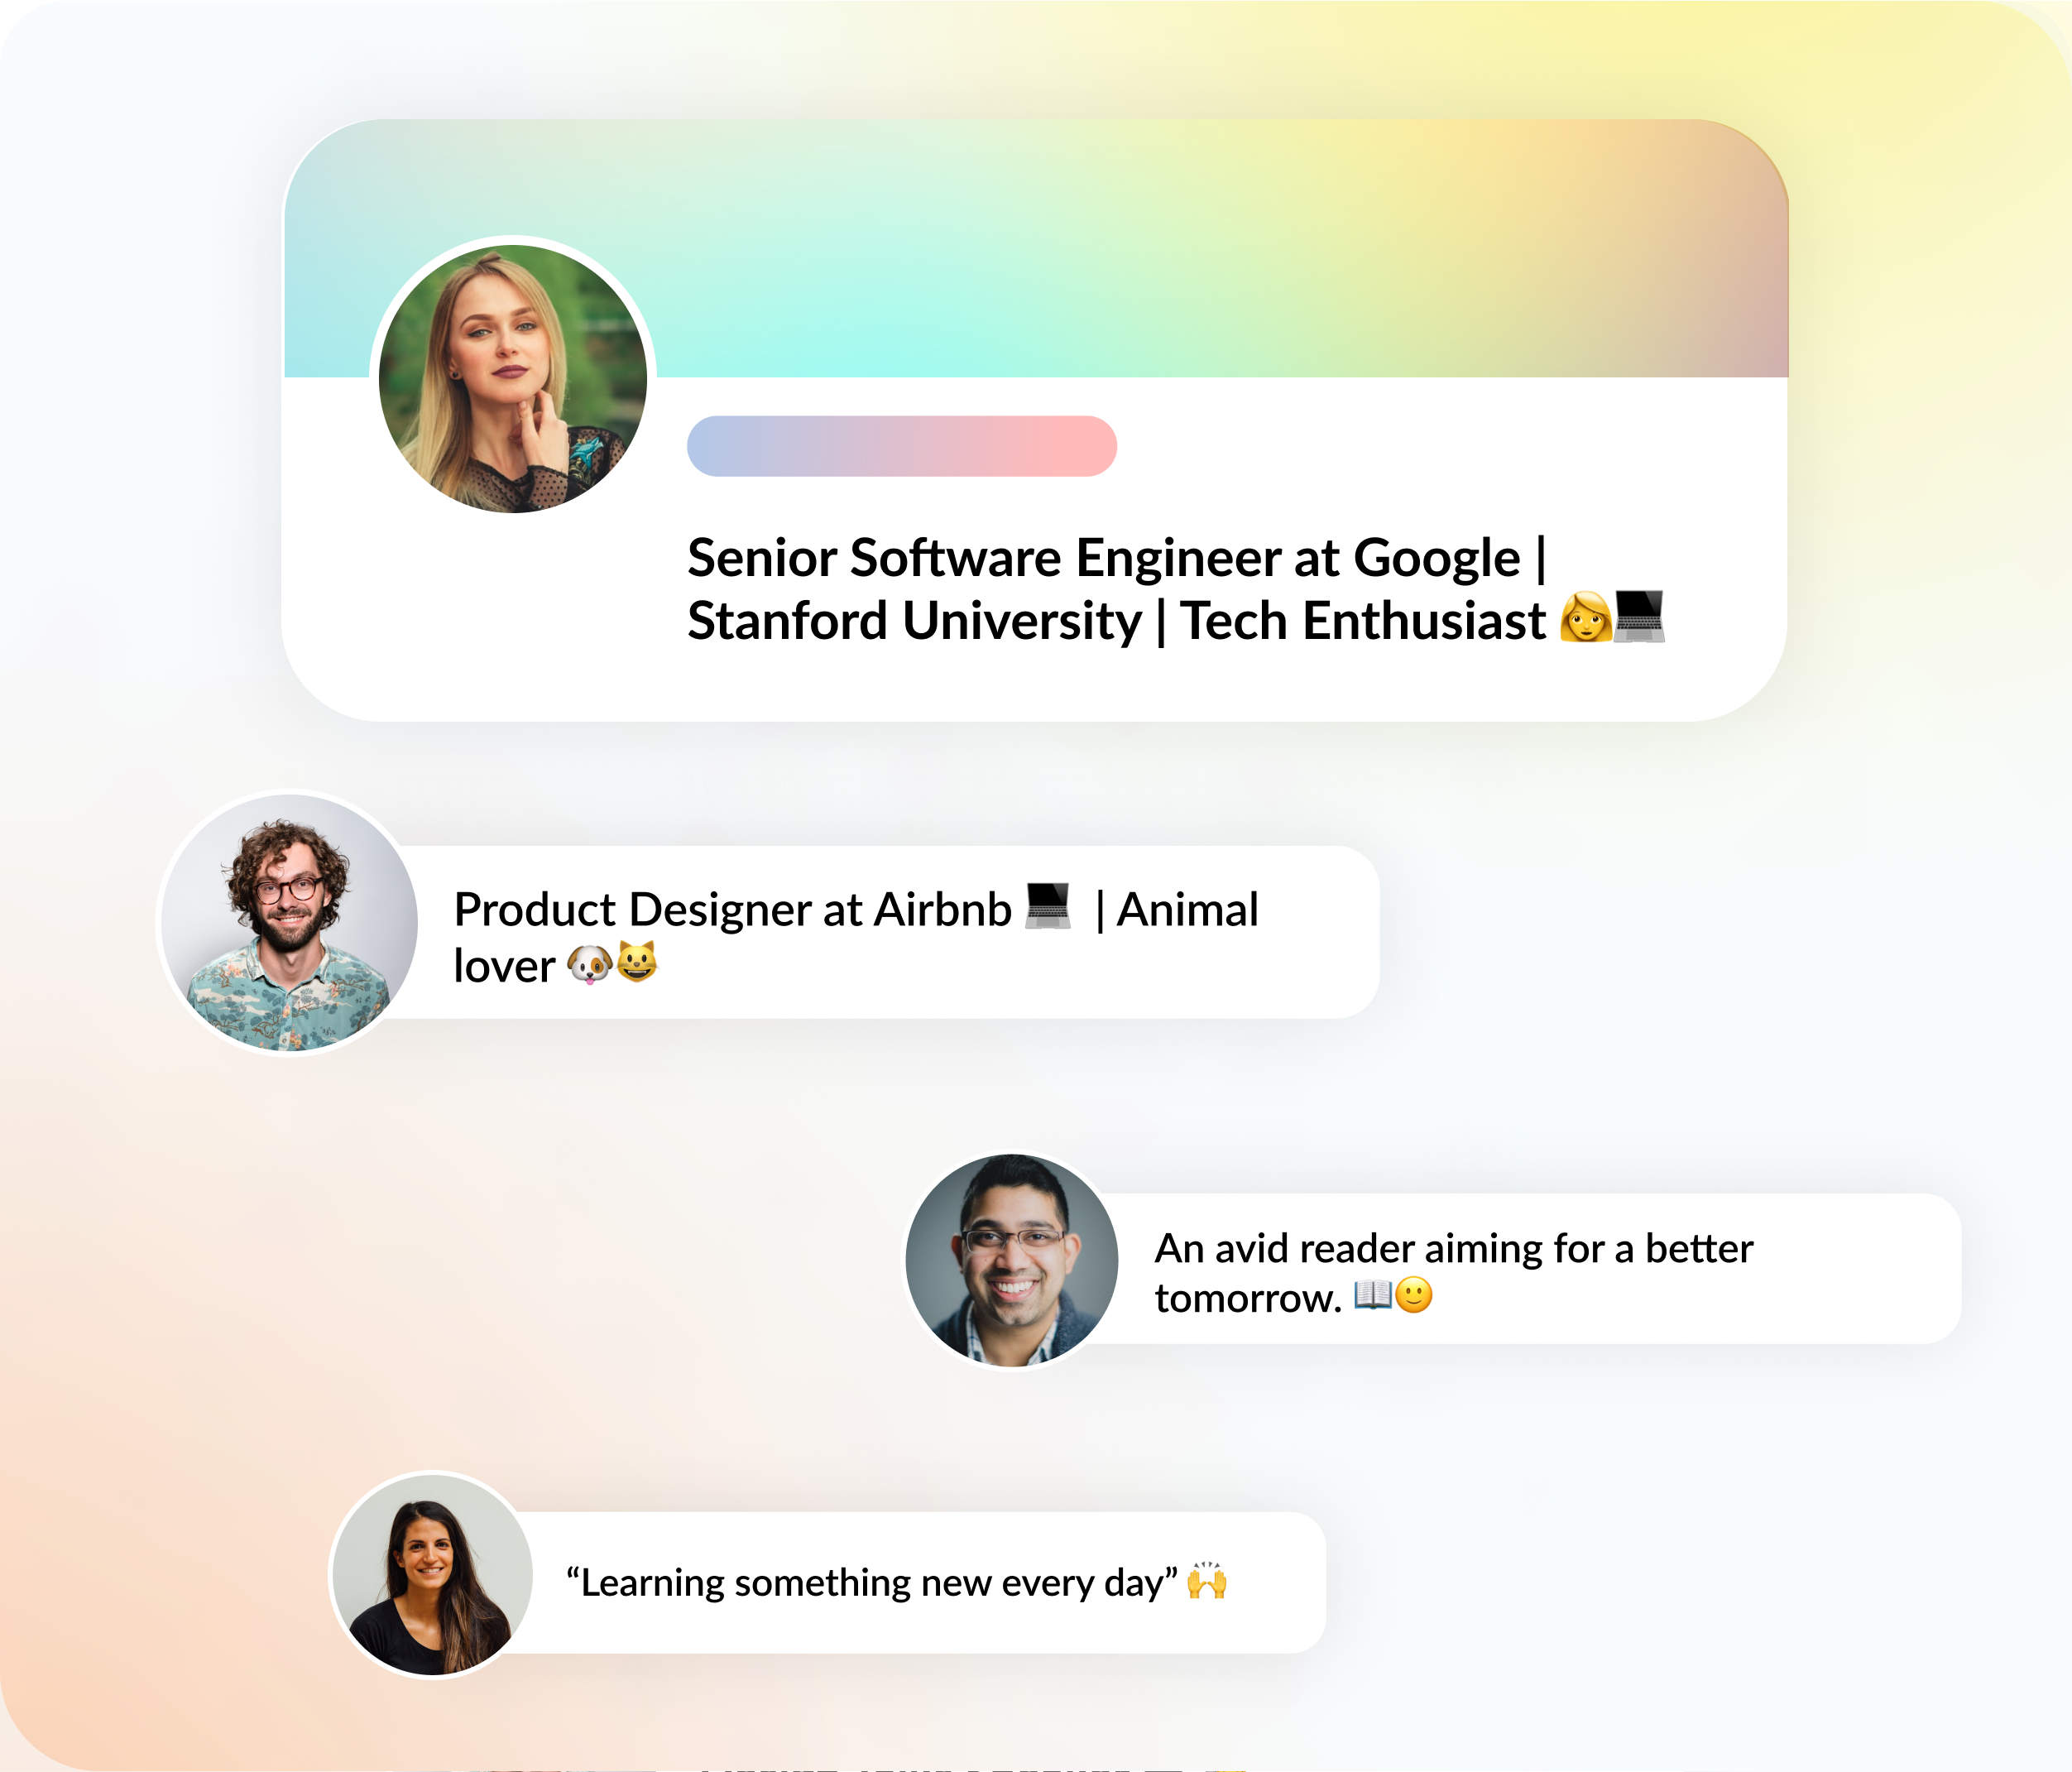 Senior Software Engineer at Google |
Stanford University | Tech Enthusiast 👩💻
Product Designer at Airbnb 💻 | Animal
lover 🐶😺
An avid reader aiming for a better
tomorrow. 📖🙂
“Learning something new every day” 🙌